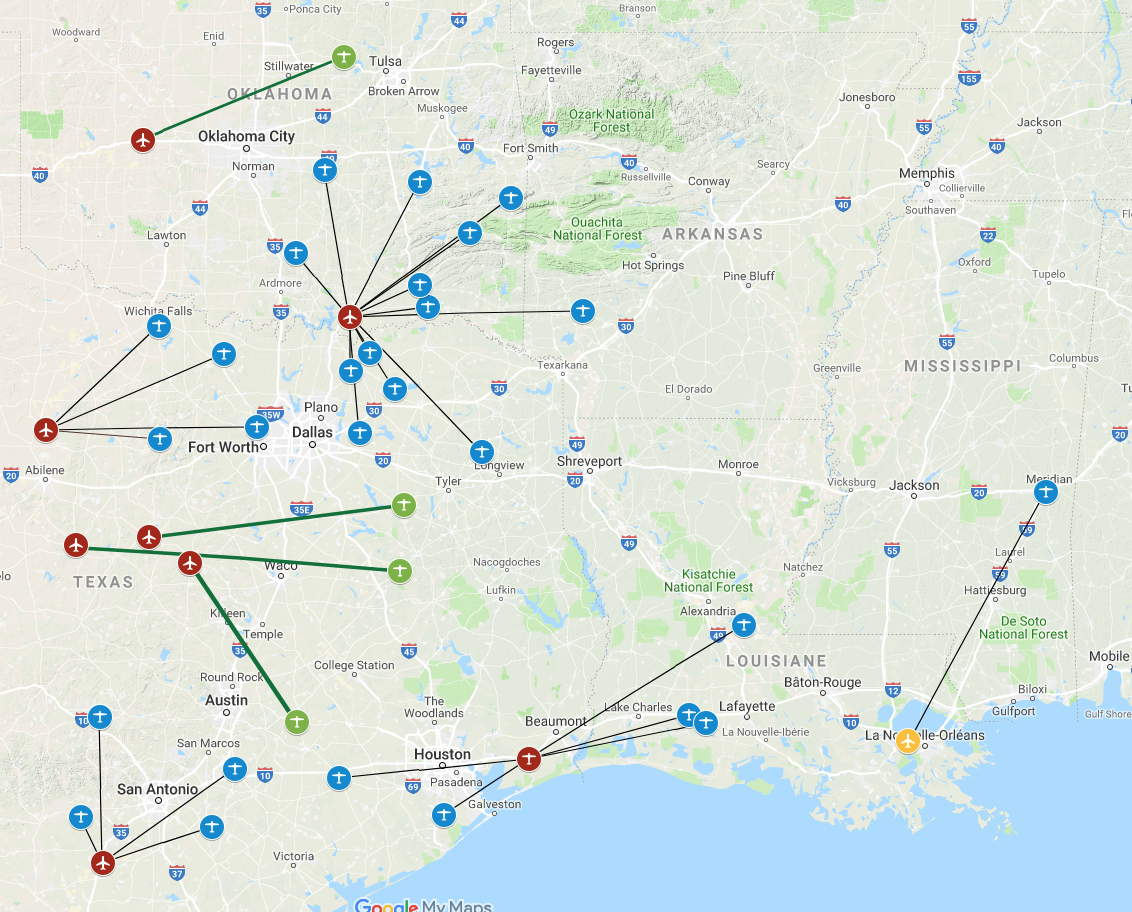 35
Ponca City
44
Branson
Woodward
Enid
55
Rogers
Stillwater
Tulsa
Fayetteville
155
OKLAHOMA
Broken Arrow
Jonesboro
Muskogee
44
Ozark National
Forest
49
55
Jackson
Oklahoma City
40
40
Fort Smith
40
Norman
40
Searcy
Memphis
40
Russellville
Conway
Collierville
44
40
Southaven
Lawton
35
Ouachita
National Forest
ARKANSAS
22
Hot Springs
Oxford
Tupelo
Ardmore
Pine Bluff
Wichita Falls
35
30
55
Texarkana
Greenville
MISSISSIPPI
Columbus
30
El Dorado
Plano
30
35W
Dallas
Fort Worth
49
20
20
Abilene
20
Longview
Shreveport
20
Monroe
Tyler
Vicksburg
Jackson
20
Meridian
35E
59
49
55
Laurel
Waco
Nacogdoches
Natchez
59
TEXAS
Kisatchie
National Forest
Hattiesburg
Lufkin
Killeen
Alexandria
De Soto
National Forest
Temple
49
35
45
Mobile
College Station
LOUISIANE
Round Rock
Bâton-Rouge
12
Biloxi
Austin
The
Woodlands
Lake Charles
Lafayette
Gulfport
Gulf Shores
10
Beaumont
10
La Nouvelle-Ibérie
San Marcos
Houston
10
Pasadena
69
San Antonio
Galveston
35
Victoria
37
Google My Maps